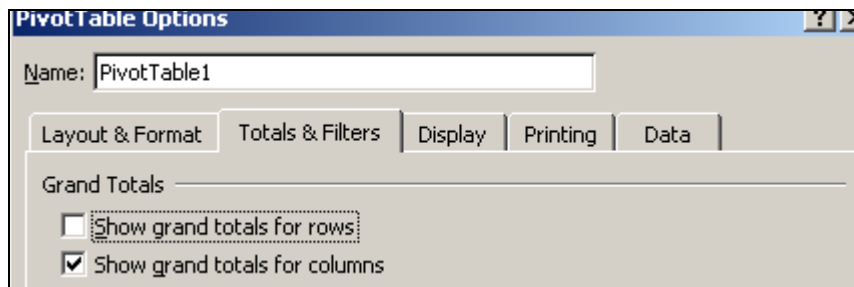 PivotTable Options
Name: PivotTable1
Layout & Format Totals & Filters Display Printing Data
Grand Totals
Show grand totals for rows
Show grand totals for columns